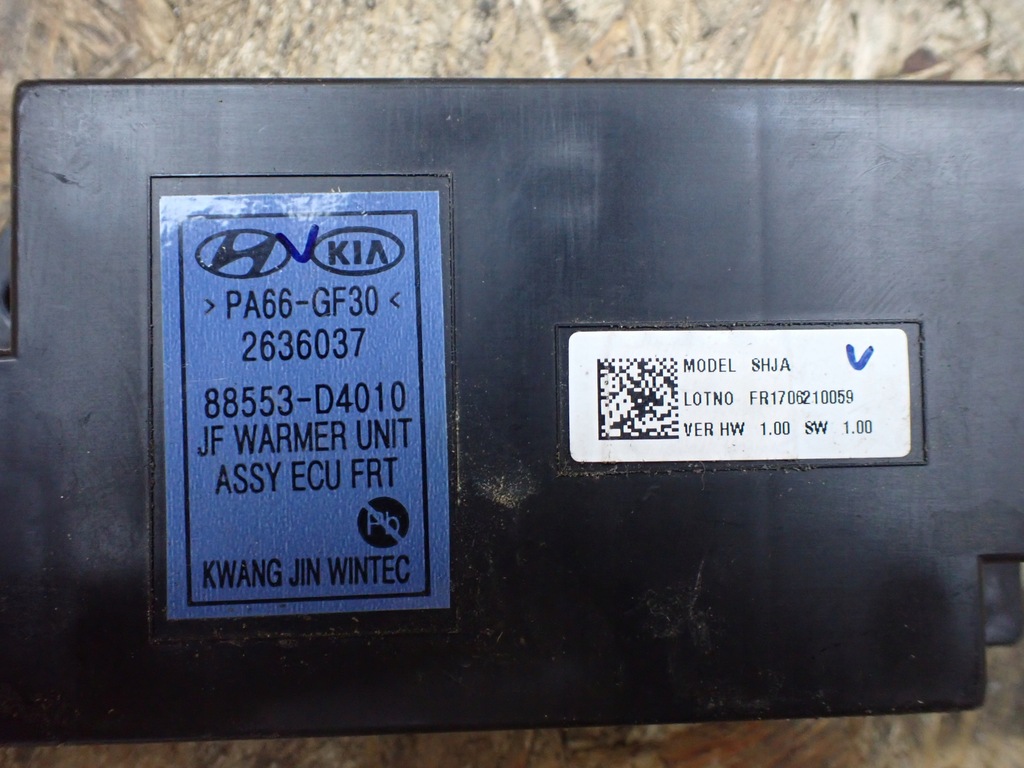 KIA
>PA66-GF30<
2636037
88553-D4010
JF WARMER UNIT
ASSY ECU FRT
Pb
KWANG JIN WINTEC
MODEL SHJA
LOTNO FR1706210059
VER HW 1.00 SW 1.00